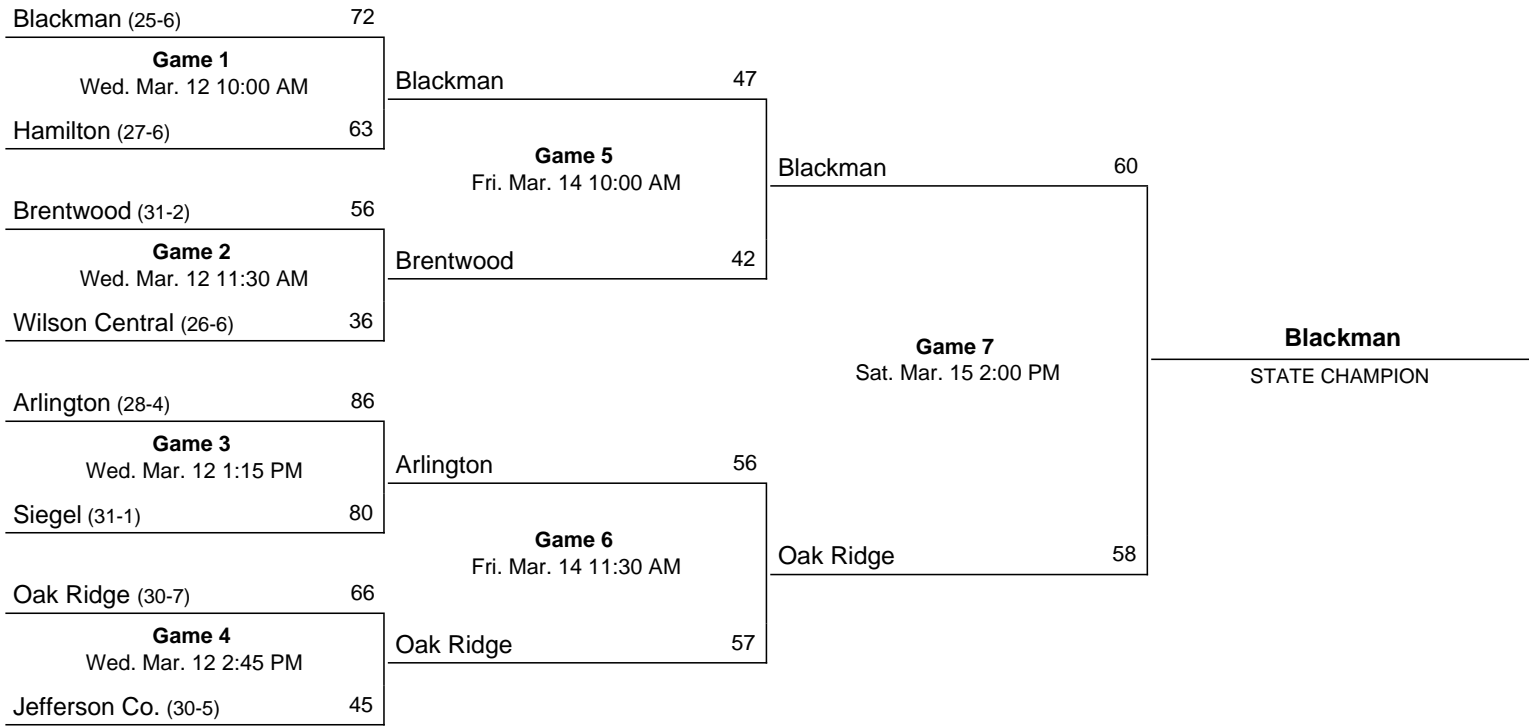 Blackman (25-6) 72
Game 1
Wed. Mar. 12 10:00 AM
Hamilton (27-6) 63
Brentwood (31-2) 56
Game 2
Wed. Mar. 12 11:30 AM
Wilson Central (26-6) 36
Arlington (28-4) 86
Game 3
Wed. Mar. 12 1:15 PM
Siegel (31-1) 80
Oak Ridge (30-7) 66
Game 4
Wed. Mar. 12 2:45 PM
Jefferson Co. (30-5) 45
Blackman 47
Game 5
Fri. Mar. 14 10:00 AM
Brentwood 42
Arlington 56
Game 6
Fri. Mar. 14 11:30 AM
Oak Ridge 57
Blackman 60
Game 7
Sat. Mar. 15 2:00 PM
Oak Ridge 58
Blackman
STATE CHAMPION